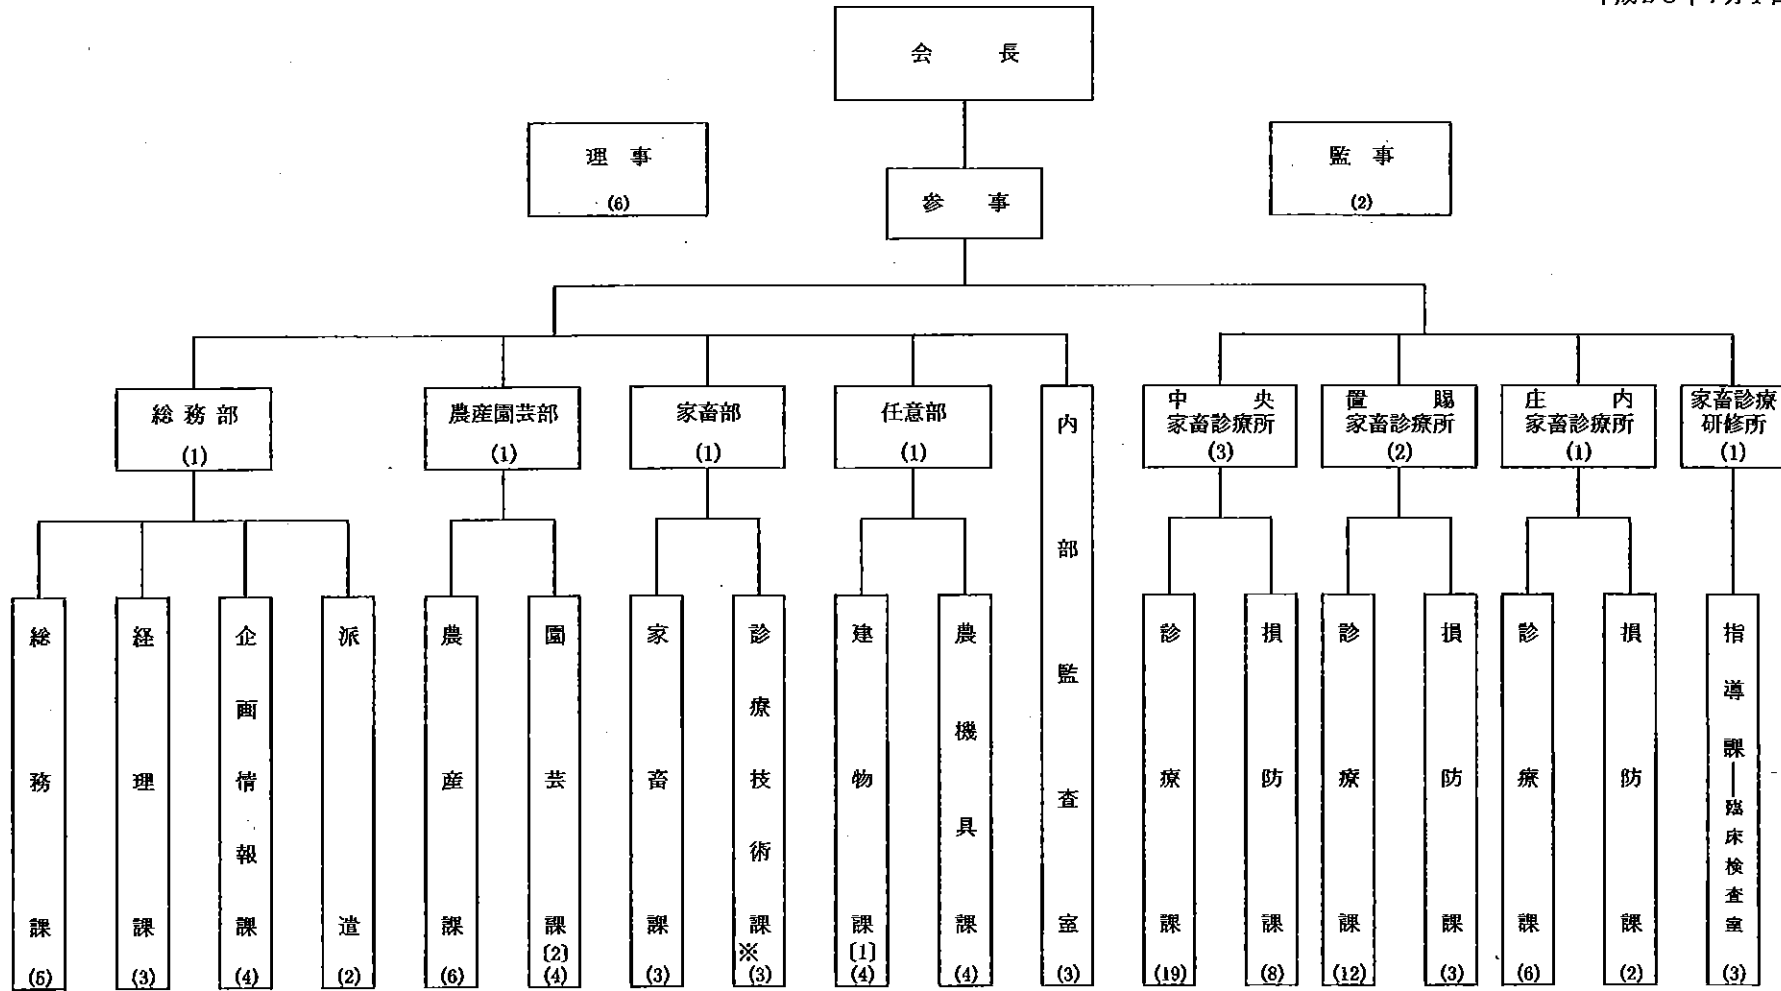 会長
理事
(6)
監事
(2)
参事
総務部
(1)
農産園芸部
(1)
家畜部
(1)
任意部
(1)
内部監査室
(3)
中央
家畜診療所
(3)
置賜
家畜診療所
(2)
庄内
家畜診療所
(1)
家畜診療
研修所
(1)
総務課
(5)
経理課
(3)
企画情報課
(4)
派遣
(2)
農産課
(6)
園芸課
[2]
(4)
家畜課
(3)
診療技術課
※
(3)
建物課
[1]
(4)
農機具課
(4)
診療課
(19)
損防課
(8)
診療課
(12)
損防課
(3)
診療課
(6)
損防課
(2)
指導課―臨床検査室
(3)